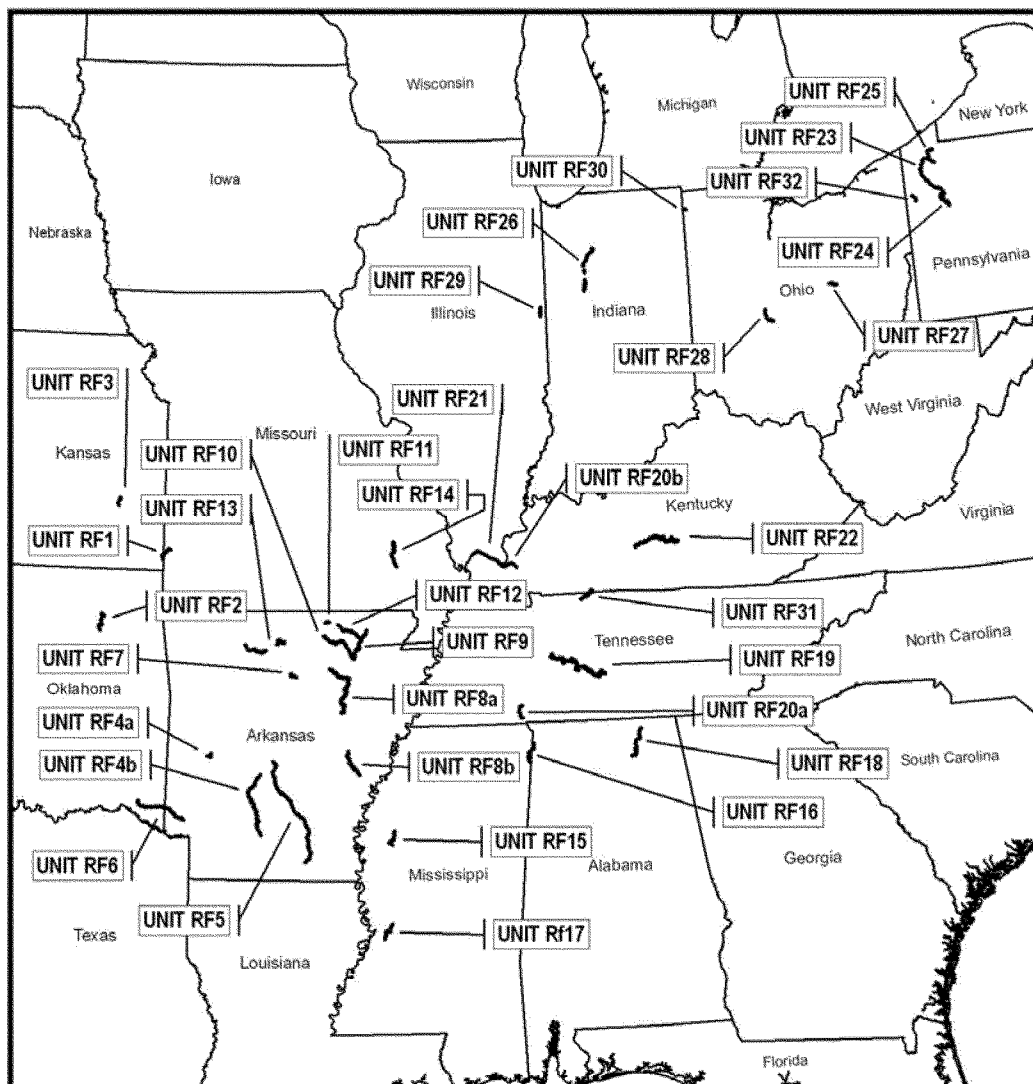 Wisconsin
Michigan
UNIT RF25
New York
UNIT RF23
Iowa
UNIT RF30
UNIT RF32
Nebraska
UNIT RF26
UNIT RF24
Pennsylvania
UNIT RF29
Illinois
Indiana
Ohio
UNIT RF27
UNIT RF28
UNIT RF3
UNIT RF21
West Virginia
Missouri
Kansas
UNIT RF10
UNIT RF11
UNIT RF20b
UNIT RF14
Kentucky
UNIT RF13
Virginia
UNIT RF1
UNIT RF22
UNIT RF2
UNIT RF12
UNIT RF31
UNIT RF9
Tennessee
North Carolina
UNIT RF7
UNIT RF19
Oklahoma
UNIT RF8a
UNIT RF20a
UNIT RF4a
Arkansas
South Carolina
UNIT RF4b
UNIT RF8b
UNIT RF18
UNIT RF16
UNIT RF15
UNIT RF6
Mississippi
Alabama
Georgia
UNIT RF5
Texas
UNIT Rf17
Louisiana
Florida